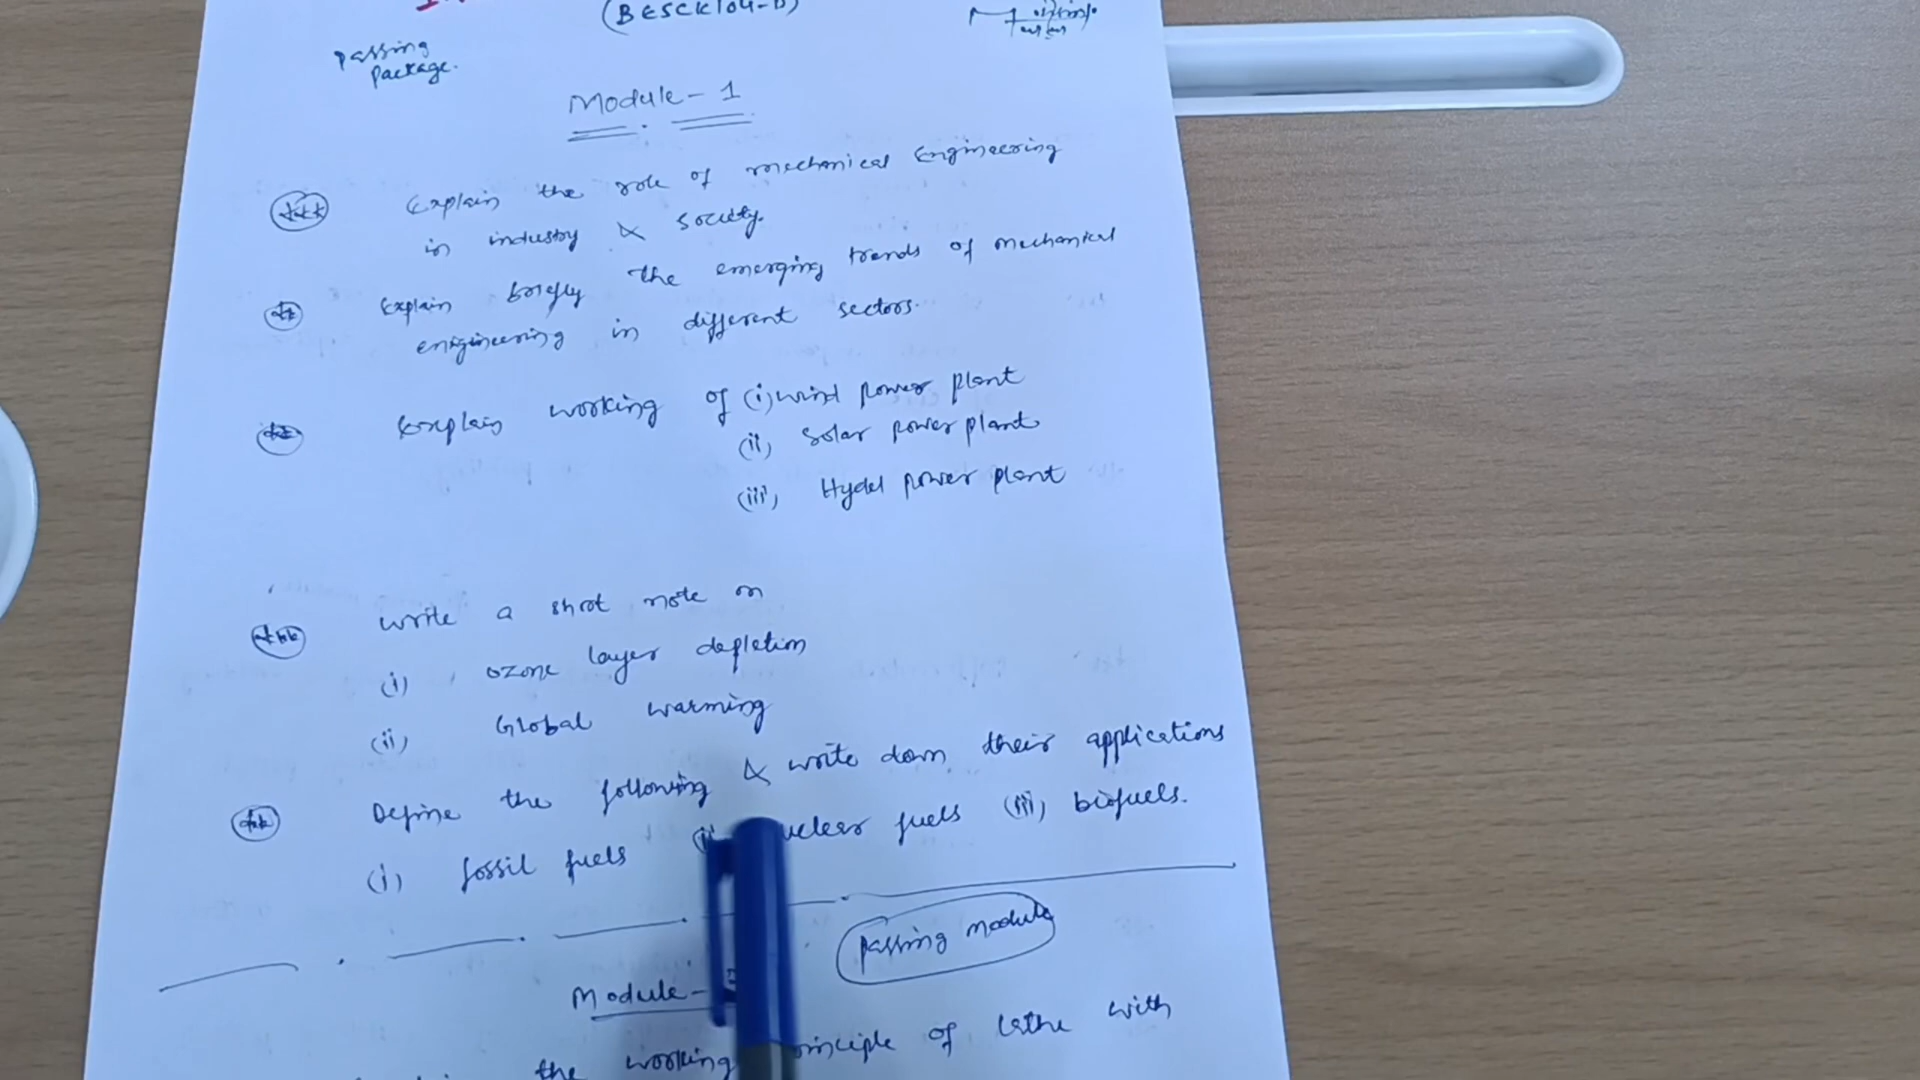 (BESCK104-D)
Passing
Package.
Module-1
Explain the role of mechanical Engineering
in industry & society.
Explain briefly the emerging trends of mechanical
engineering in different sectors.
Explain working of (i) wind power plant
(ii) Solar power plant
(iii) Hydel power plant
write a shrot note on
(i) ozone layer depletion
(ii) Global warming
Define the following & write down their applications
(i) fossil fuels fuels (iii) biofuels.
Passing module
Module-
the working of lathe with